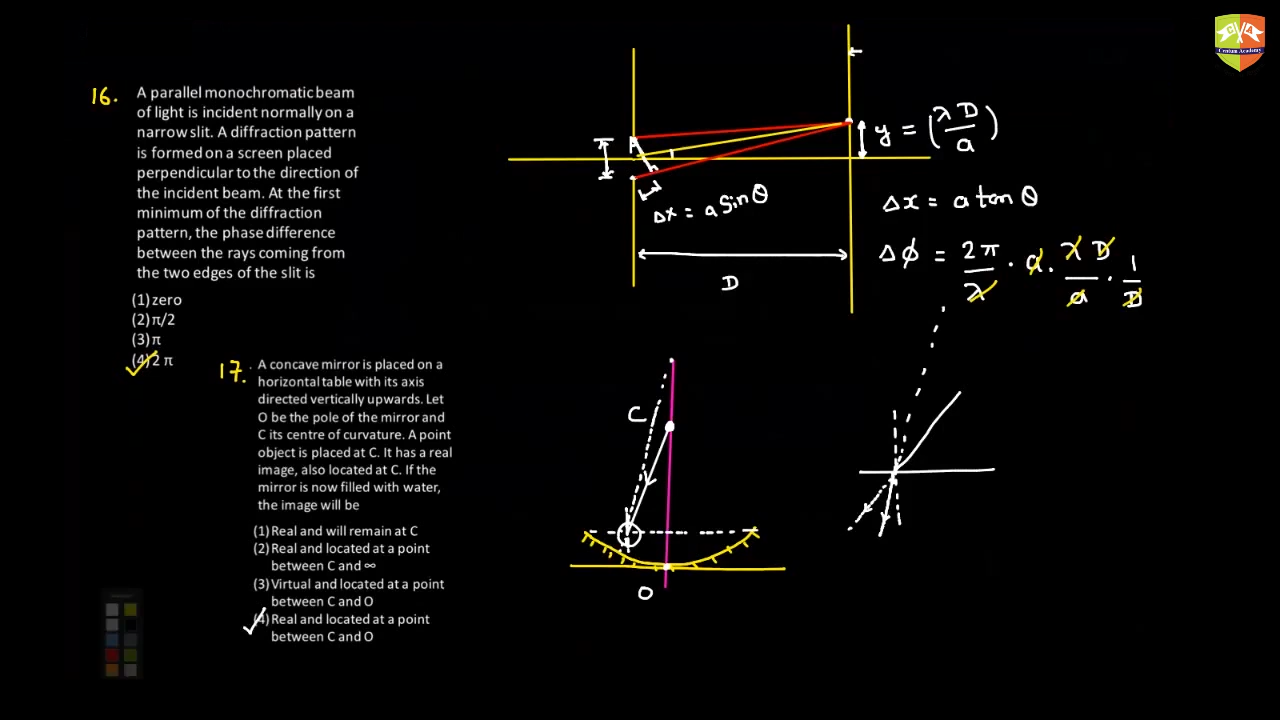 16. A parallel monochromatic beam
of light is incident normally on a
narrow slit. A diffraction pattern
is formed on a screen placed
perpendicular to the direction of
the incident beam. At the first
minimum of the diffraction
pattern, the phase difference
between the rays coming from
the two edges of the slit is
(1) zero
(2) π/2
(3) π
(4) 2 π
y = (λD/a)
Δx = a Sinθ
Δx = a tan θ
D
Δϕ = 2π/λ · a · λD/a · 1/D
17. A concave mirror is placed on a
horizontal table with its axis
directed vertically upwards. Let
O be the pole of the mirror and
C its centre of curvature. A point
object is placed at C. It has a real
image, also located at C. If the
mirror is now filled with water,
the image will be
(1) Real and will remain at C
(2) Real and located at a point
between C and ∞
(3) Virtual and located at a point
between C and O
(4) Real and located at a point
between C and O
C
O
Centum Academy